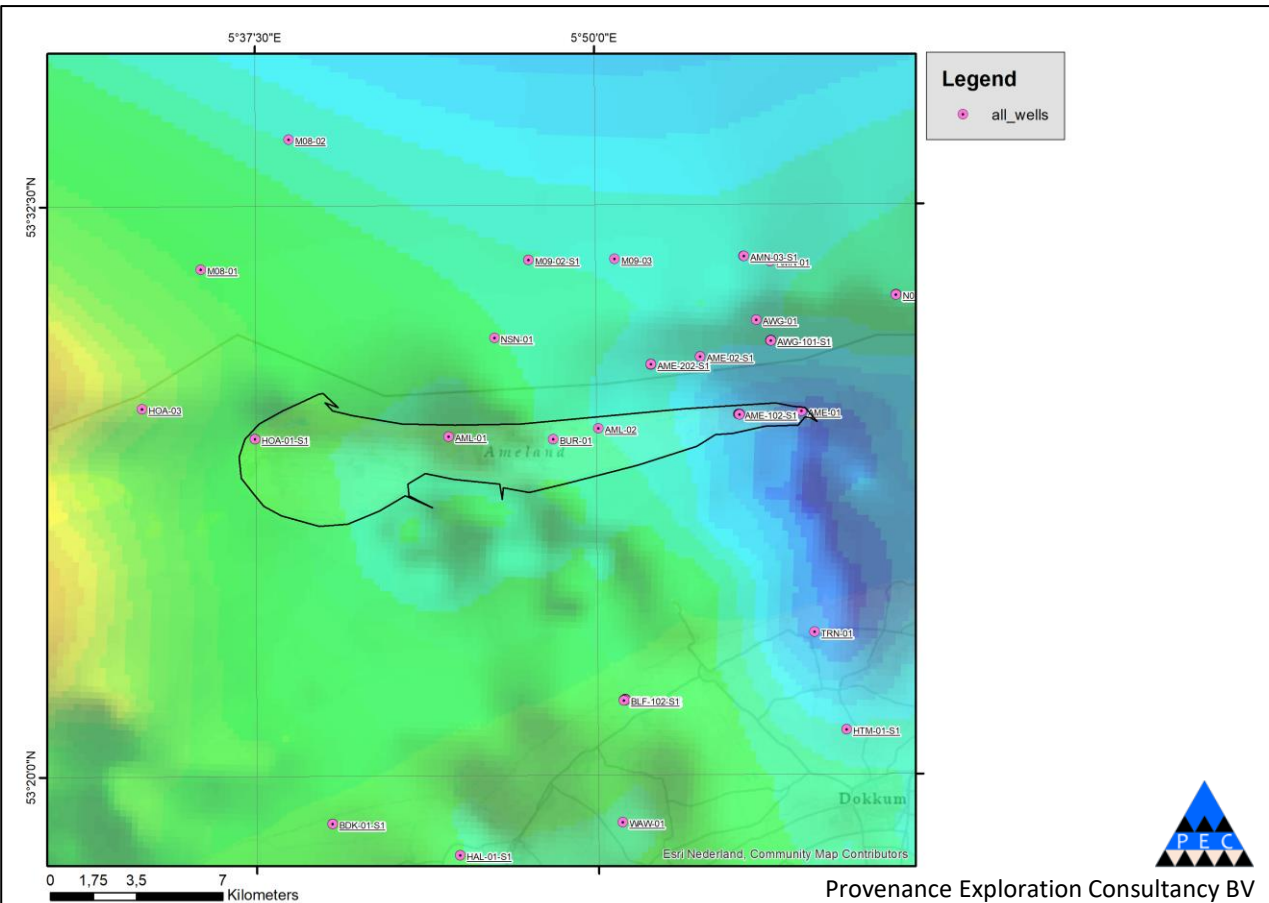 5°37'30"E
5°50'0"E
Legend
all_wells
M08-02
53°32'30"N
AMN-03-S1
M09-02-S1
M09-03
M08-01
N0
AWG-01
NSN-01
AWG-101-S1
AME-02-S1
AME-202-S1
HOA-03
AME-01
AME-102-S1
AML-02
AML-01
HOA-01-S1
BUR-01
Ameland
TRN-01
BLF-102-S1
HTM-01-S1
53°20'0"N
Dokkum
WAW-01
BDK-01-S1
HAL-01-S1
Esri Nederland, Community Map Contributors
PEC
0 1,75 3,5 7
Kilometers
Provenance Exploration Consultancy BV